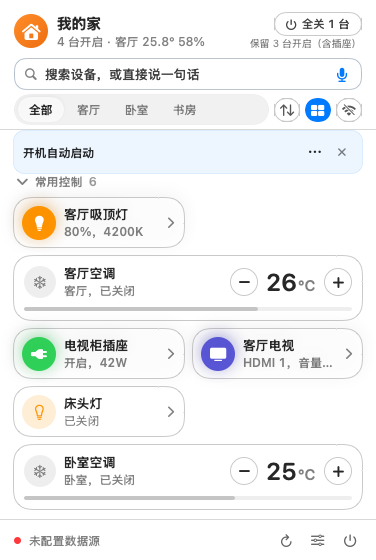 我的家
4 台开启 · 客厅 25.8° 58%
全关 1 台
保留 3 台开启（含插座）
搜索设备，或直接说一句话
全部 客厅 卧室 书房
开机自动启动
常用控制 6
客厅吸顶灯
80%，4200K
客厅空调
客厅，已关闭
26°C
电视柜插座
开启，42W
客厅电视
HDMI 1，音量...
床头灯
已关闭
卧室空调
卧室，已关闭
25°C
未配置数据源